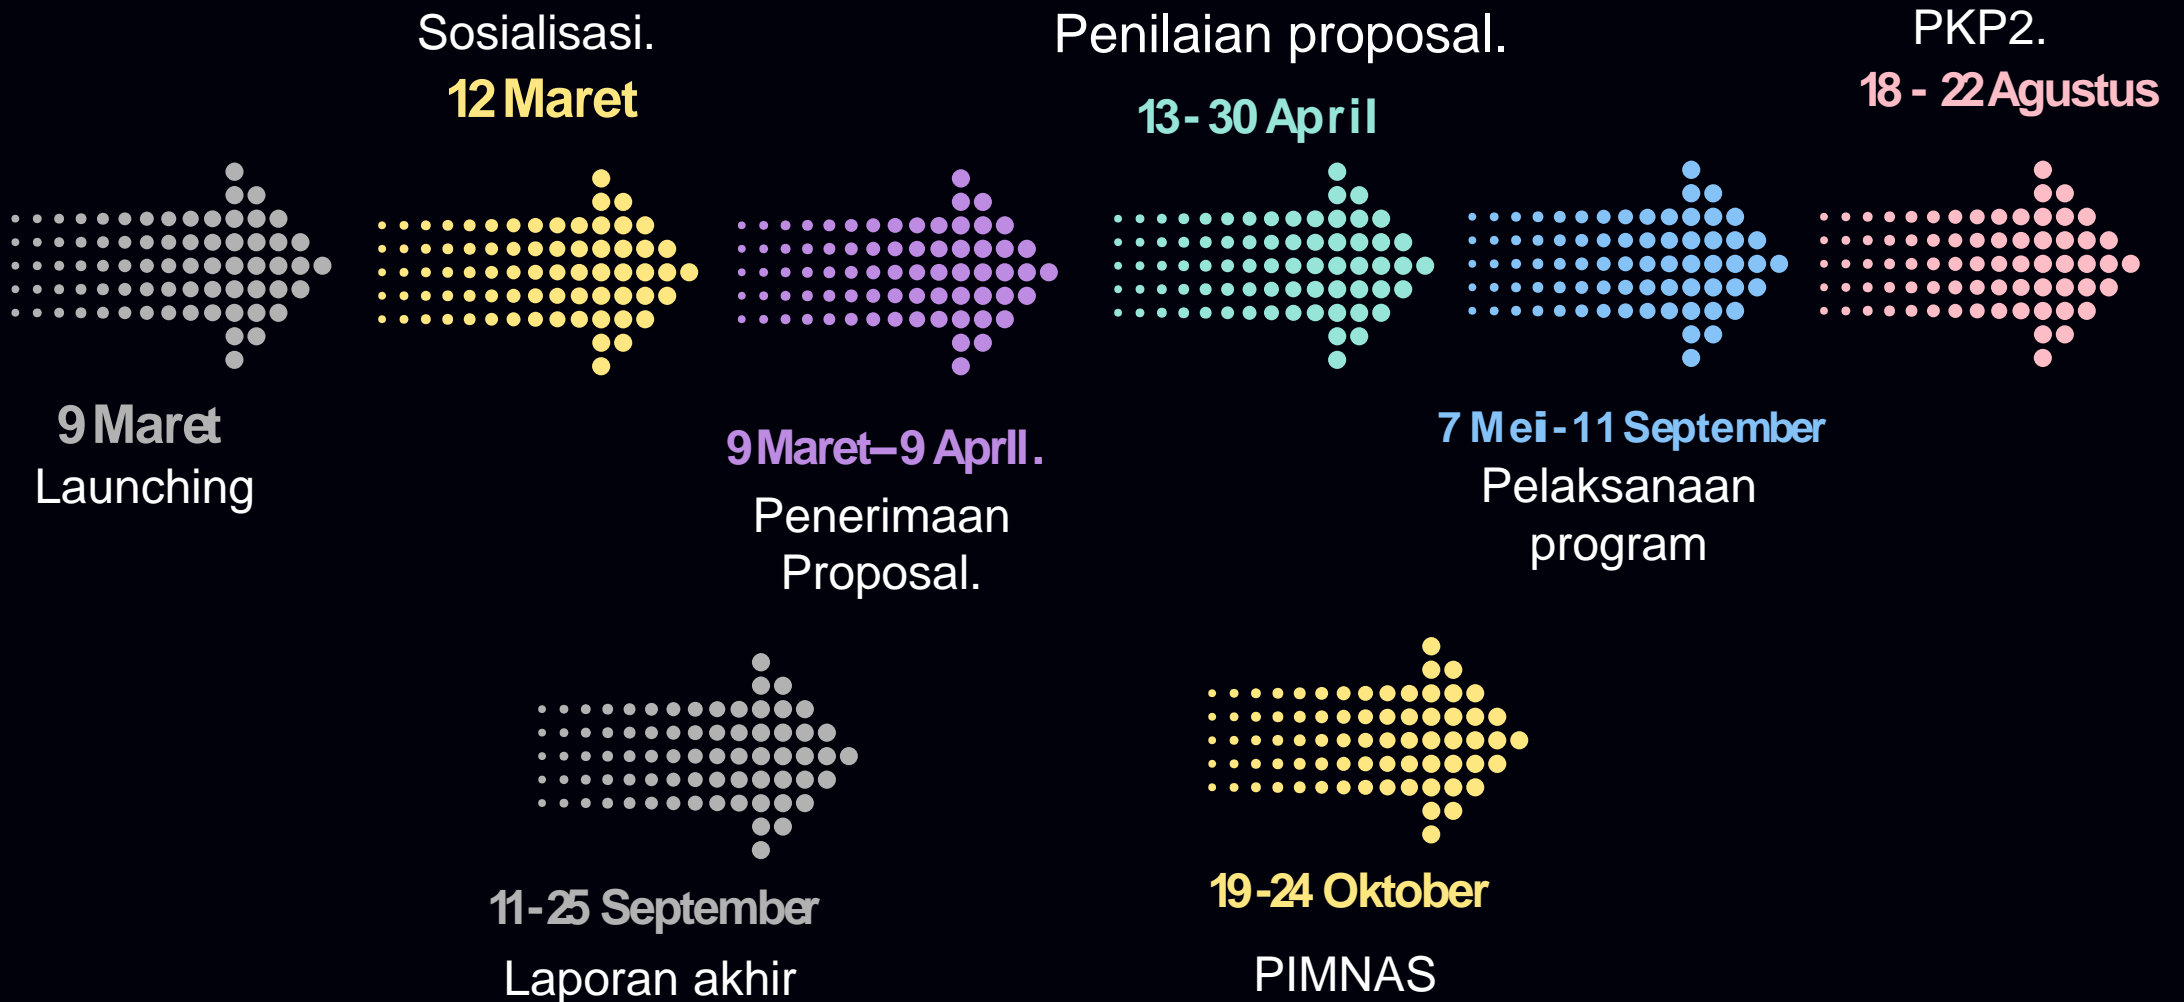 Sosialisasi.
12 Maret
Penilaian proposal.
13 - 30 April
PKP2.
18 - 22 Agustus
9 Maret
Launching
9 Maret – 9 AprIl.
Penerimaan
Proposal.
7 Mei - 11 September
Pelaksanaan
program
11 - 25 September
Laporan akhir
19 -24 Oktober
PIMNAS